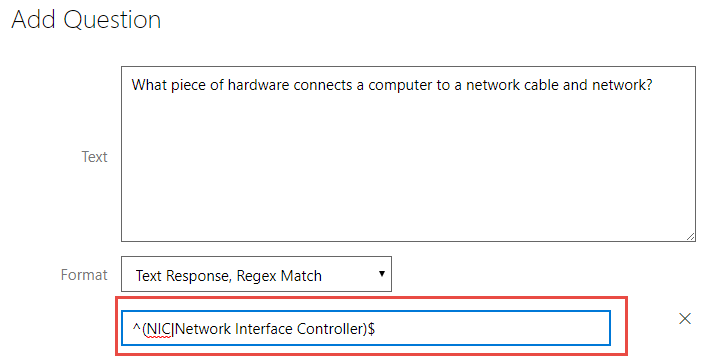 Add Question
What piece of hardware connects a computer to a network cable and network?
Text
Format
Text Response, Regex Match
^(NIC|Network Interface Controller)$